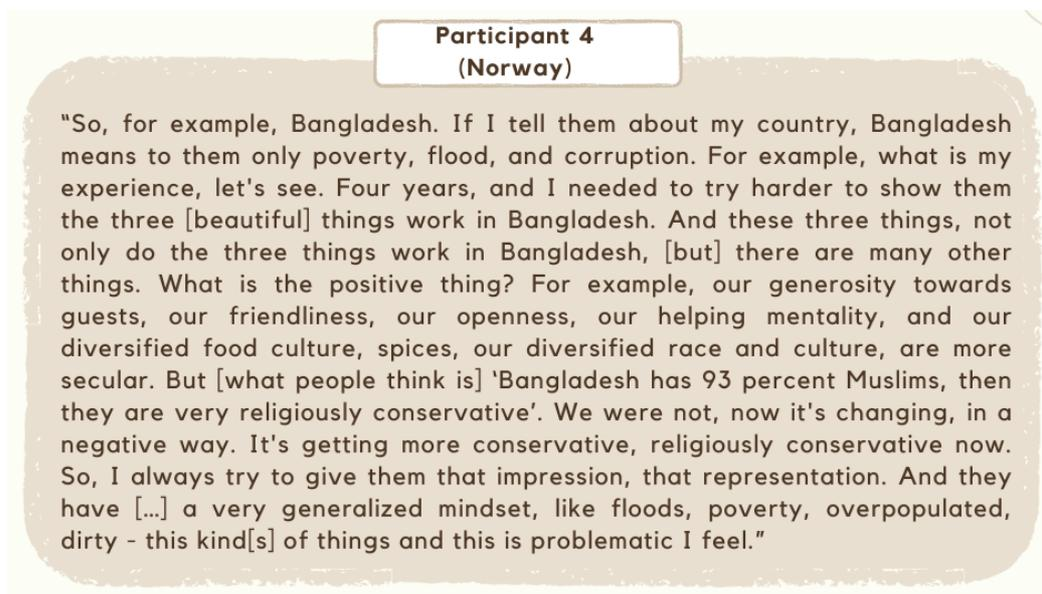 Participant 4
(Norway)
“So, for example, Bangladesh. If I tell them about my country, Bangladesh
means to them only poverty, flood, and corruption. For example, what is my
experience, let's see. Four years, and I needed to try harder to show them
the three [beautiful] things work in Bangladesh. And these three things, not
only do the three things work in Bangladesh, [but] there are many other
things. What is the positive thing? For example, our generosity towards
guests, our friendliness, our openness, our helping mentality, and our
diversified food culture, spices, our diversified race and culture, are more
secular. But [what people think is] ‘Bangladesh has 93 percent Muslims, then
they are very religiously conservative’. We were not, now it's changing, in a
negative way. It's getting more conservative, religiously conservative now.
So, I always try to give them that impression, that representation. And they
have [...] a very generalized mindset, like floods, poverty, overpopulated,
dirty - this kind[s] of things and this is problematic I feel.”